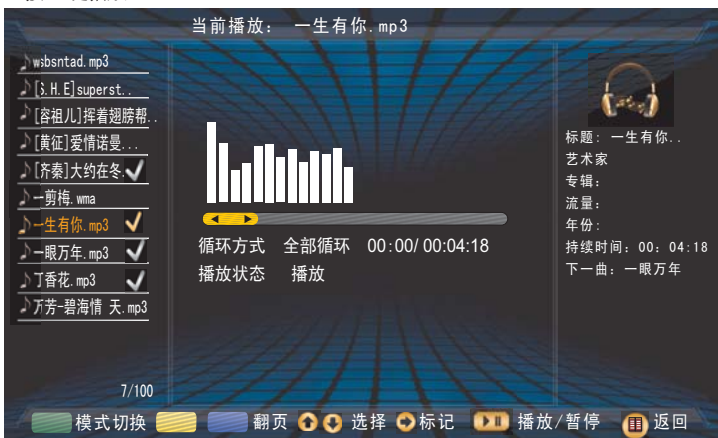 当前播放： 一生有你.mp3
wsbsntad.mp3
[S.H.E]superst..
[容祖儿]挥着翅膀帮..
[黄征]爱情诺曼...
[齐秦]大约在冬.
一剪梅.wma
一生有你.mp3
一眼万年.mp3
丁香花.mp3
万芳-碧海情 天.mp3
7/100
循环方式 全部循环 00:00/ 00:04:18
播放状态 播放
标题： 一生有你..
艺术家
专辑：
流量：
年份：
持续时间：00：04:18
下一曲：一眼万年
模式切换 翻页 选择 标记 播放/暂停 返回